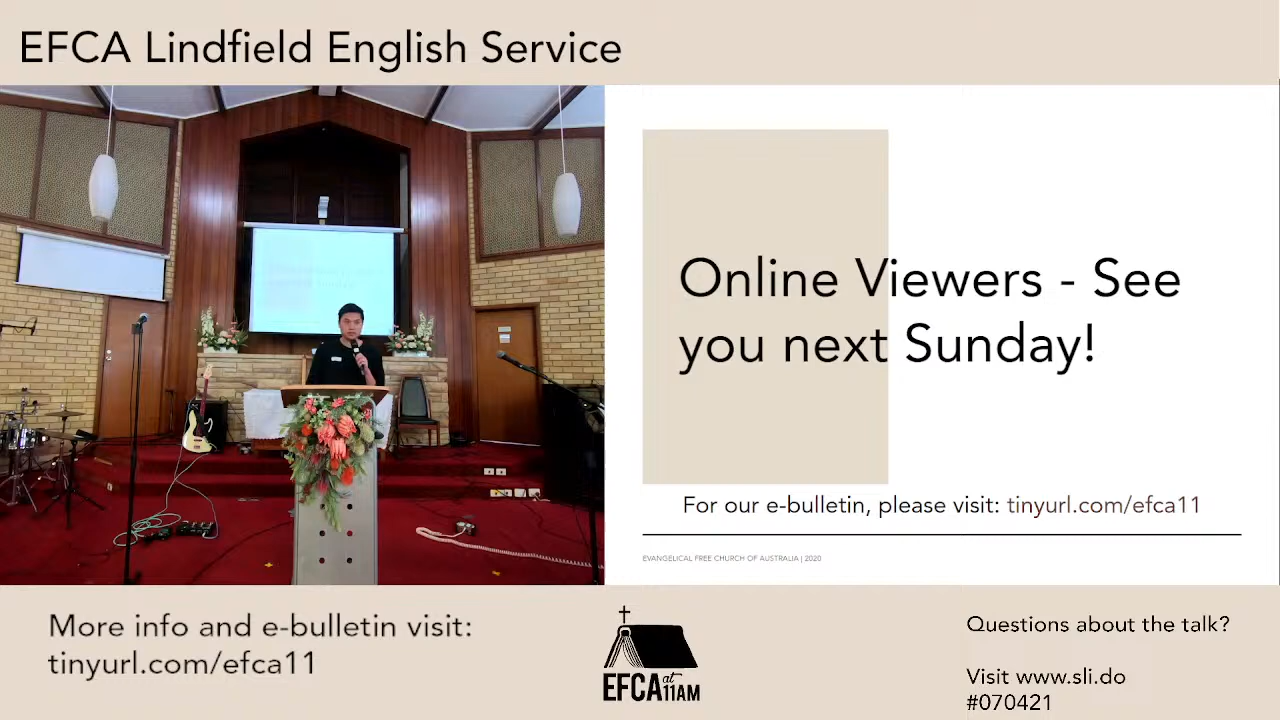 EFCA Lindfield English Service
Online Viewers - See
you next Sunday!
For our e-bulletin, please visit: tinyurl.com/efca11
EVANGELICAL FREE CHURCH OF AUSTRALIA | 2020
More info and e-bulletin visit:
tinyurl.com/efca11
EFCA at 11AM
Questions about the talk?
Visit www.sli.do
#070421